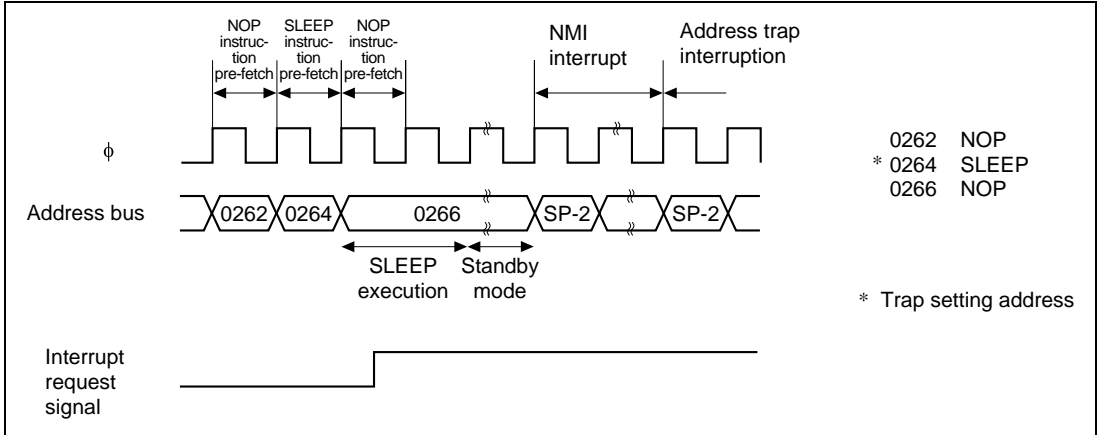 NOP
instruc-
tion
pre-fetch
SLEEP
instruc-
tion
pre-fetch
NOP
instruc-
tion
pre-fetch
NMI
interrupt
Address trap
interruption
ϕ
0262 NOP
* 0264 SLEEP
0266 NOP
Address bus
0262 0264 0266 SP-2 SP-2
SLEEP
execution
Standby
mode
* Trap setting address
Interrupt
request
signal